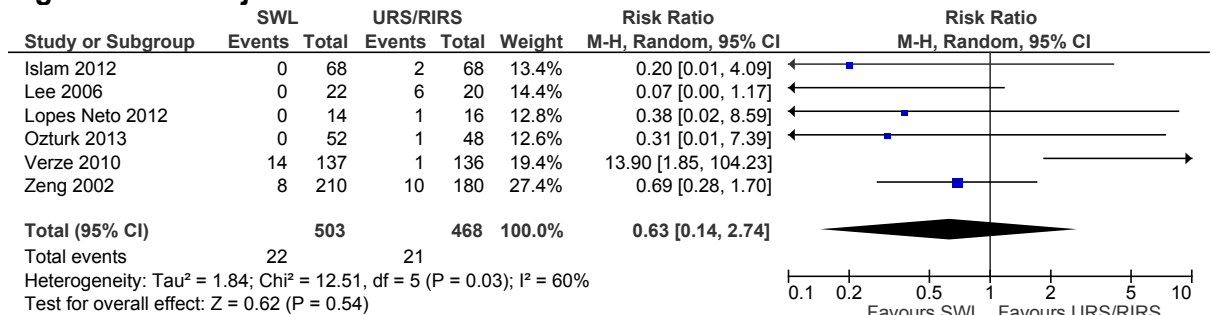 SWL URS/RIRS Risk Ratio Risk Ratio
Study or Subgroup Events Total Events Total Weight M-H, Random, 95% CI M-H, Random, 95% CI
Islam 2012 0 68 2 68 13.4% 0.20 [0.01, 4.09]
Lee 2006 0 22 6 20 14.4% 0.07 [0.00, 1.17]
Lopes Neto 2012 0 14 1 16 12.8% 0.38 [0.02, 8.59]
Ozturk 2013 0 52 1 48 12.6% 0.31 [0.01, 7.39]
Verze 2010 14 137 1 136 19.4% 13.90 [1.85, 104.23]
Zeng 2002 8 210 10 180 27.4% 0.69 [0.28, 1.70]
Total (95% CI) 503 468 100.0% 0.63 [0.14, 2.74]
Total events 22 21
Heterogeneity: Tau² = 1.84; Chi² = 12.51, df = 5 (P = 0.03); I² = 60%
Test for overall effect: Z = 0.62 (P = 0.54)
0.1 0.2 0.5 1 2 5 10
Favours SWL Favours URS/RIRS